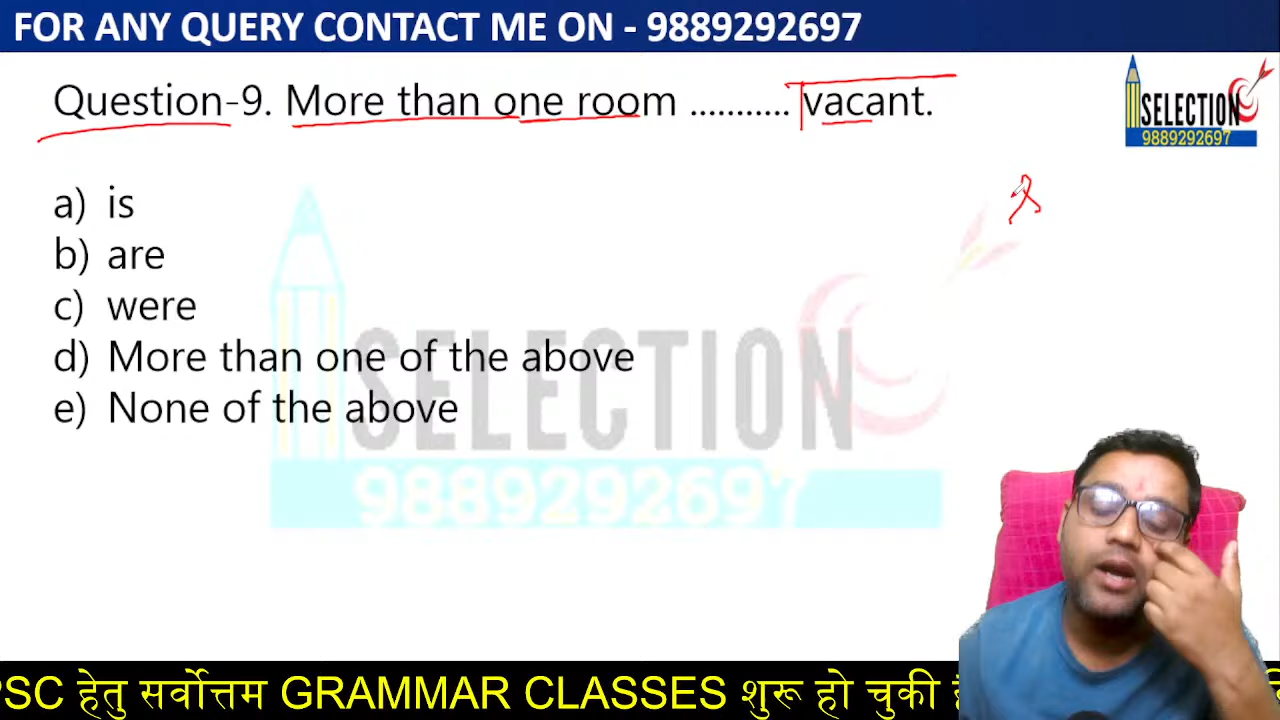 FOR ANY QUERY CONTACT ME ON - 9889292697
Question-9. More than one room ........... vacant.
SELECTION
9889292697
a) is
b) are
c) were
d) More than one of the above
e) None of the above
SELECTION
9889292697
PSC हेतु सर्वोत्तम GRAMMAR CLASSES शुरू हो चुकी